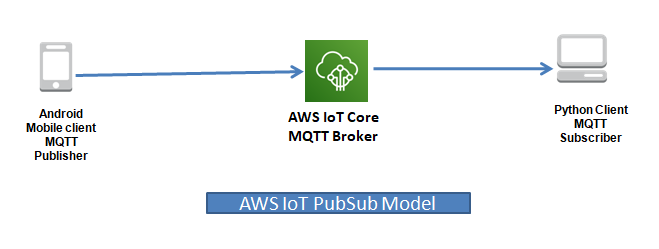 Android
Mobile client
MQTT
Publisher
AWS IoT Core
MQTT Broker
Python Client
MQTT
Subscriber
AWS IoT PubSub Model